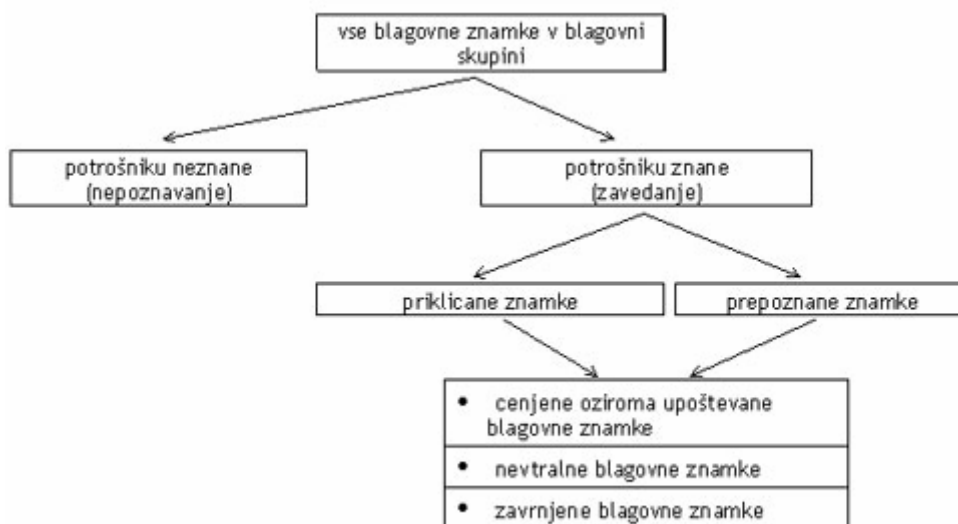 vse blagovne znamke v blagovni
skupini
potrošniku neznane
(nepoznavanje)
potrošniku znane
(zavedanje)
priklicane znamke
prepoznane znamke
• cenjene oziroma upoštevane
blagovne znamke
• nevtralne blagovne znamke
• zavrnjene blagovne znamke